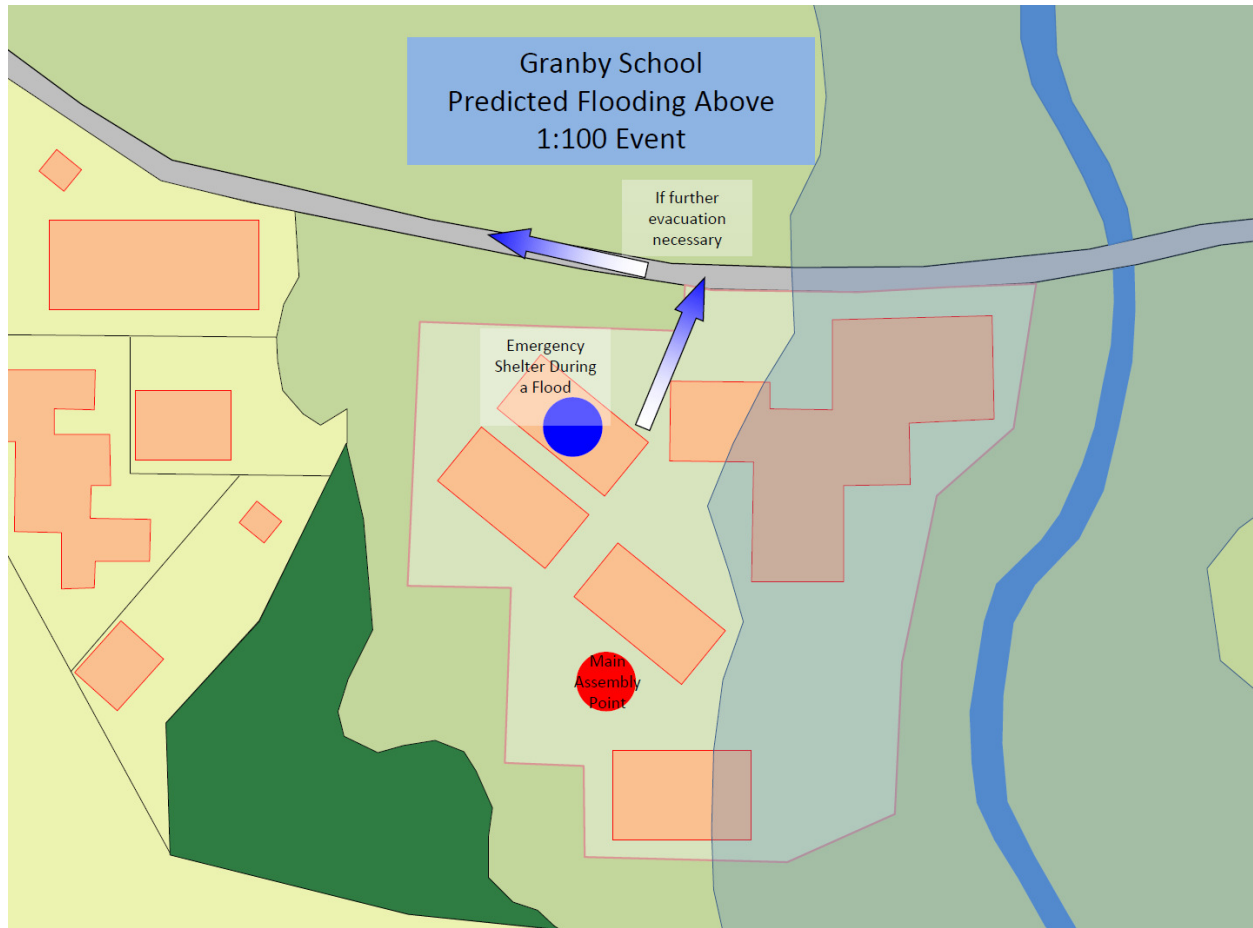 Granby School
Predicted Flooding Above
1:100 Event
If further
evacuation
necessary
Emergency
Shelter During
a Flood
Main
Assembly
Point